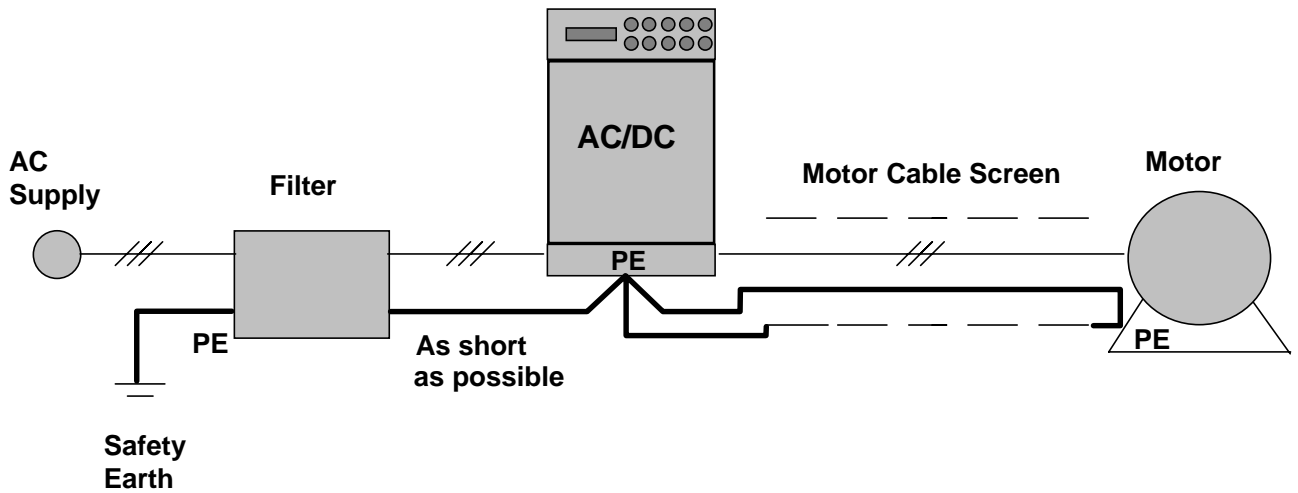 AC/DC
AC
Supply
Filter
Motor Cable Screen
Motor
PE
PE
As short
as possible
PE
Safety
Earth